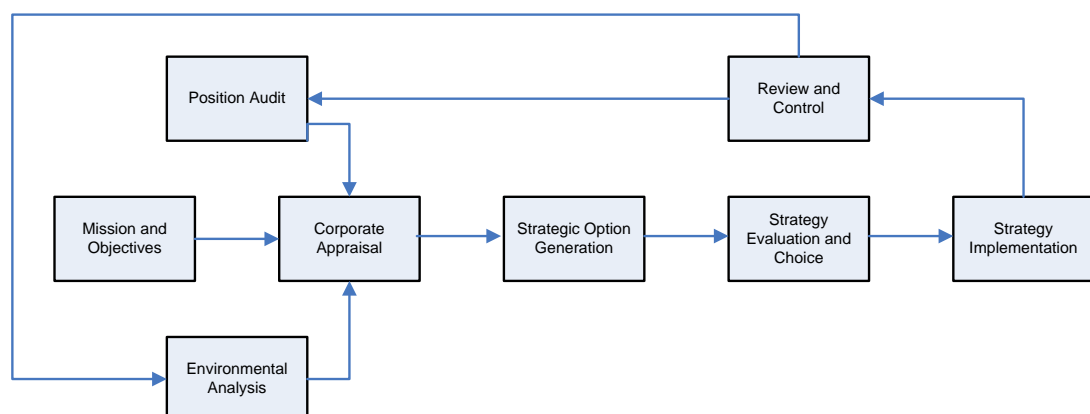 Position Audit
Review and
Control
Mission and
Objectives
Corporate
Appraisal
Strategic Option
Generation
Strategy
Evaluation and
Choice
Strategy
Implementation
Environmental
Analysis